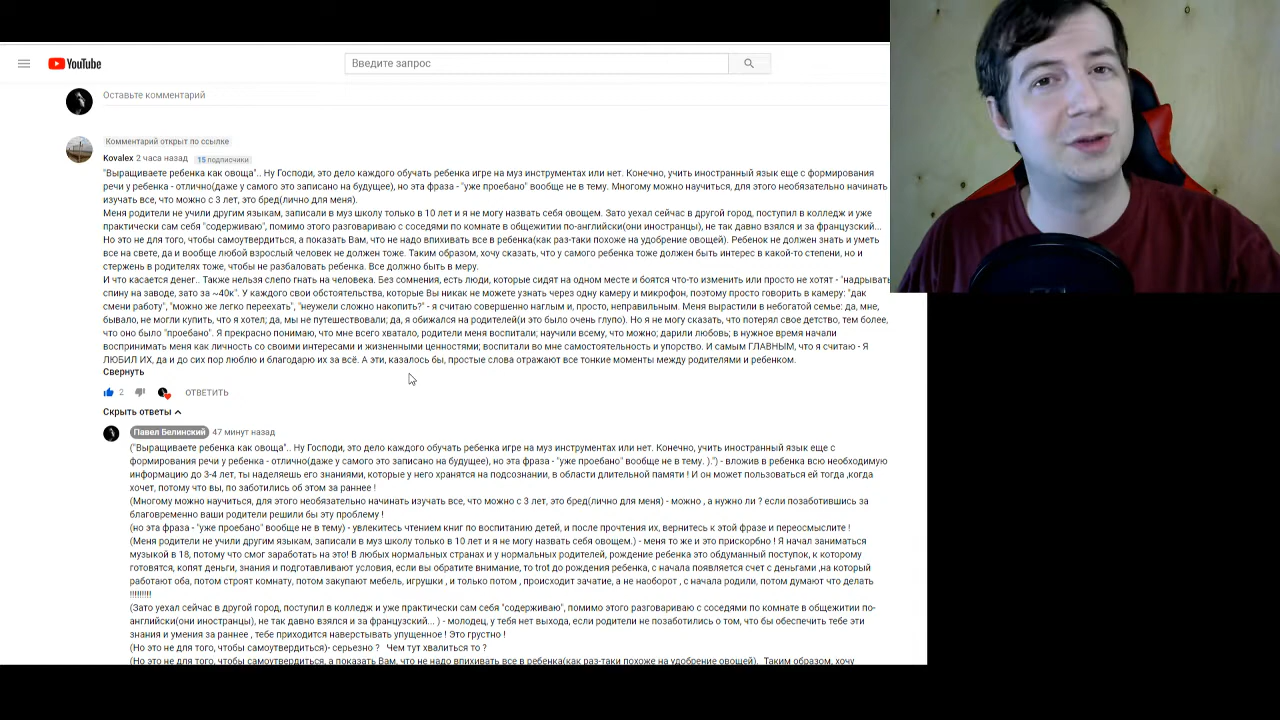 YouTube
Введите запрос
Оставьте комментарий
Комментарий открыт по ссылке
Kovalex 2 часа назад 15 подписчики
"Выращиваете ребенка как овоща".. Ну Господи, это дело каждого обучать ребенка игре на муз инструментах или нет. Конечно, учить иностранный язык еще с формирования
речи у ребенка - отлично(даже у самого это записано на будущее), но эта фраза - "уже проебано" вообще не в тему. Многому можно научиться, для этого необязательно начинать
изучать все, что можно с 3 лет, это бред(лично для меня).
Меня родители не учили другим языкам, записали в муз школу только в 10 лет и я не могу назвать себя овощем. Зато уехал сейчас в другой город, поступил в колледж и уже
практически сам себя "содерживаю", помимо этого разговариваю с соседями по комнате в общежитии по-английски(они иностранцы), не так давно взялся и за французский...
Но это не для того, чтобы самоутвердиться, а показать Вам, что не надо впихивать все в ребенка(как раз-таки похоже на удобрение овощей). Ребенок не должен знать и уметь
все на свете, да и вообще любой взрослый человек не должен тоже. Таким образом, хочу сказать, что у самого ребенка тоже должен быть интерес в какой-то степени, но и
стержень в родителях тоже, чтобы не разбаловать ребенка. Все должно быть в меру.
И что касается денег.. Также нельзя слепо гнать на человека. Без сомнения, есть люди, которые сидят на одном месте и боятся что-то изменить или просто не хотят - "надрывать
спину на заводе, зато за ~40к". У каждого свои обстоятельства, которые Вы никак не можете узнать через одну камеру и микрофон, поэтому просто говорить в камеру: "дак
смени работу", "можно же легко переехать", "неужели сложно накопить?" - я считаю совершенно наглым и, просто, неправильным. Меня вырастили в небогатой семье: да, мне,
бывало, не могли купить, что я хотел; да, мы не путешествовали; да, я обижался на родителей(и это было очень глупо). Но я не могу сказать, что потерял свое детство, тем более,
что оно было "проебано". Я прекрасно понимаю, что мне всего хватало, родители меня воспитали; научили всему, что можно; дарили любовь; в нужное время начали
воспринимать меня как личность со своими интересами и жизненными ценностями; воспитали во мне самостоятельность и упорство. И самым ГЛАВНЫМ, что я считаю - Я
ЛЮБИЛ ИХ, да и до сих пор люблю и благодарю их за всё. А эти, казалось бы, простые слова отражают все тонкие моменты между родителями и ребенком.
Свернуть
2 ОТВЕТИТЬ
Скрыть ответы
Павел Белинский 47 минут назад
("Выращиваете ребенка как овоща".. Ну Господи, это дело каждого обучать ребенка игре на муз инструментах или нет. Конечно, учить иностранный язык еще с
формирования речи у ребенка - отлично(даже у самого это записано на будущее), но эта фраза - "уже проебано" вообще не в тему. ).") - вложив в ребенка всю необходимую
информацию до 3-4 лет, ты наделяешь его знаниями, которые у него хранятся на подсознании, в области длительной памяти ! И он может пользоваться ей тогда ,когда
хочет, потому что вы, по заботились об этом за раннее !
(Многому можно научиться, для этого необязательно начинать изучать все, что можно с 3 лет, это бред(лично для меня) - можно , а нужно ли ? если позаботившись за
благовременно ваши родители решили бы эту проблему !
(но эта фраза - "уже проебано" вообще не в тему) - увлекитесь чтением книг по воспитанию детей, и после прочтения их, вернитесь к этой фразе и переосмыслите !
(Меня родители не учили другим языкам, записали в муз школу только в 10 лет и я не могу назвать себя овощем.) - меня то же и это прискорбно ! Я начал заниматься
музыкой в 18, потому что смог заработать на это! В любых нормальных странах и у нормальных родителей, рождение ребенка это обдуманный поступок, к которому
готовятся, копят деньги, знания и подготавливают условия, если вы обратите внимание, то trot до рождения ребенка, с начала появляется счет с деньгами ,на который
работают оба, потом строят комнату, потом закупают мебель, игрушки , и только потом , происходит зачатие, а не наоборот , с начала родили, потом думают что делать
!!!!!!!!!
(Зато уехал сейчас в другой город, поступил в колледж и уже практически сам себя "содерживаю", помимо этого разговариваю с соседями по комнате в общежитии по-
английски(они иностранцы), не так давно взялся и за французский... ) - молодец, у тебя нет выхода, если родители не позаботились о том, что бы обеспечить тебе эти
знания и умения за раннее , тебе приходится наверстывать упущенное ! Это грустно !
(Но это не для того, чтобы самоутвердиться)- серьезно ? Чем тут хвалиться то ?
(Но это не для того, чтобы самоутвердиться, а показать Вам, что не надо впихивать все в ребенка(как раз-таки похоже на удобрение овощей). Таким образом, хочу